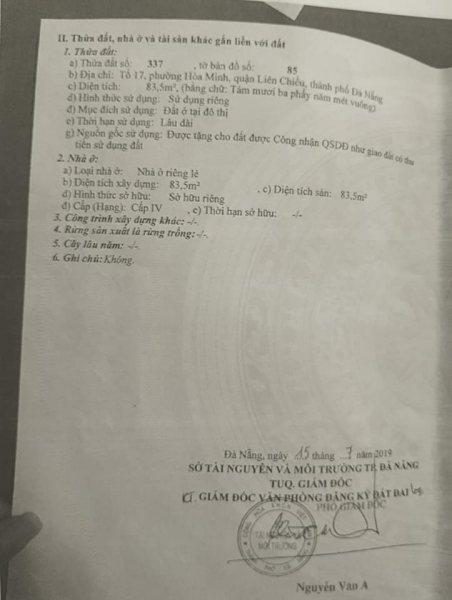 II. Thửa đất, nhà ở và tài sản khác gắn liền với đất
1. Thửa đất:
a) Thửa đất số: 337 , tờ bản đồ số: 85
b) Địa chỉ: Tổ 17, phường Hòa Minh, quận Liên Chiểu, thành phố Đà Nẵng
c) Diện tích: 83,5m², (bằng chữ: Tám mươi ba phẩy năm mét vuông)
d) Hình thức sử dụng: Sử dụng riêng
đ) Mục đích sử dụng: Đất ở tại đô thị
e) Thời hạn sử dụng: Lâu dài
g) Nguồn gốc sử dụng: Được tặng cho đất được Công nhận QSDĐ như giao đất có thu
tiền sử dụng đất
2. Nhà ở:
a) Loại nhà ở: Nhà ở riêng lẻ
b) Diện tích xây dựng: 83,5m² , c) Diện tích sàn: 83,5m²
d) Hình thức sở hữu: Sở hữu riêng
đ) Cấp (Hạng): Cấp IV , e) Thời hạn sở hữu: -/-
3. Công trình xây dựng khác: -/-.
4. Rừng sản xuất là rừng trồng: -/-.
5. Cây lâu năm: -/-.
6. Ghi chú: Không.
Đà Nẵng, ngày 15 tháng 7 năm 2019
SỞ TÀI NGUYÊN VÀ MÔI TRƯỜNG TP. ĐÀ NẴNG
TUQ. GIÁM ĐỐC
GIÁM ĐỐC VĂN PHÒNG ĐĂNG KÝ ĐẤT ĐAI
PHÓ GIÁM ĐỐC
MÔI TRƯỜNG
Nguyễn Văn A